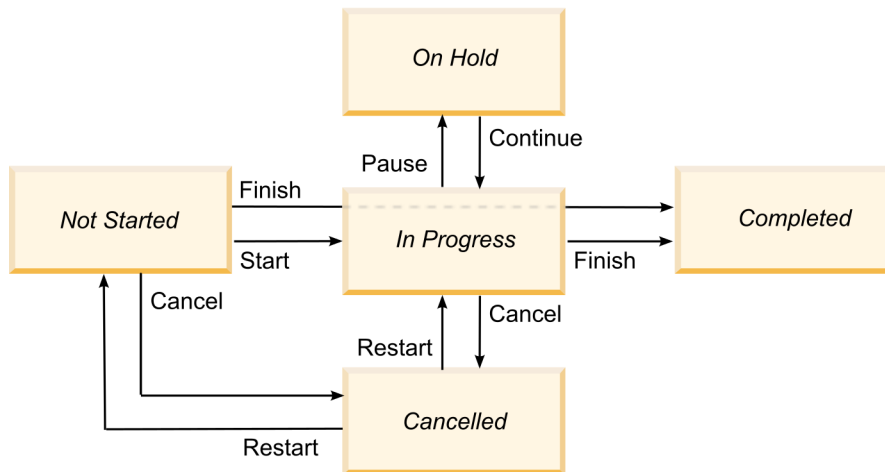 On Hold
Continue
Pause
Finish
Not Started
Completed
In Progress
Start
Finish
Cancel
Cancel
Restart
Cancelled
Restart